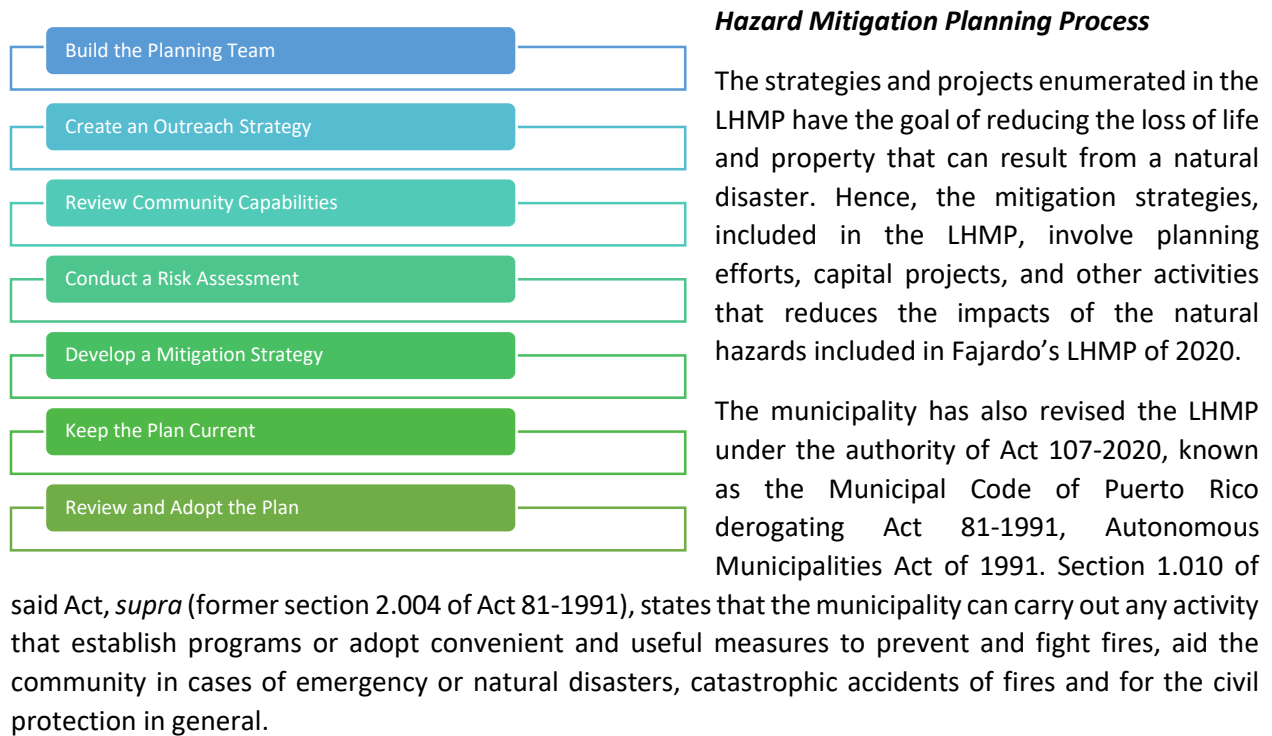 Build the Planning Team
Create an Outreach Strategy
Review Community Capabilities
Conduct a Risk Assessment
Develop a Mitigation Strategy
Keep the Plan Current
Review and Adopt the Plan
Hazard Mitigation Planning Process
The strategies and projects enumerated in the
LHMP have the goal of reducing the loss of life
and property that can result from a natural
disaster. Hence, the mitigation strategies,
included in the LHMP, involve planning
efforts, capital projects, and other activities
that reduces the impacts of the natural
hazards included in Fajardo’s LHMP of 2020.
The municipality has also revised the LHMP
under the authority of Act 107-2020, known
as the Municipal Code of Puerto Rico
derogating Act 81-1991, Autonomous
Municipalities Act of 1991. Section 1.010 of
said Act, supra (former section 2.004 of Act 81-1991), states that the municipality can carry out any activity
that establish programs or adopt convenient and useful measures to prevent and fight fires, aid the
community in cases of emergency or natural disasters, catastrophic accidents of fires and for the civil
protection in general.